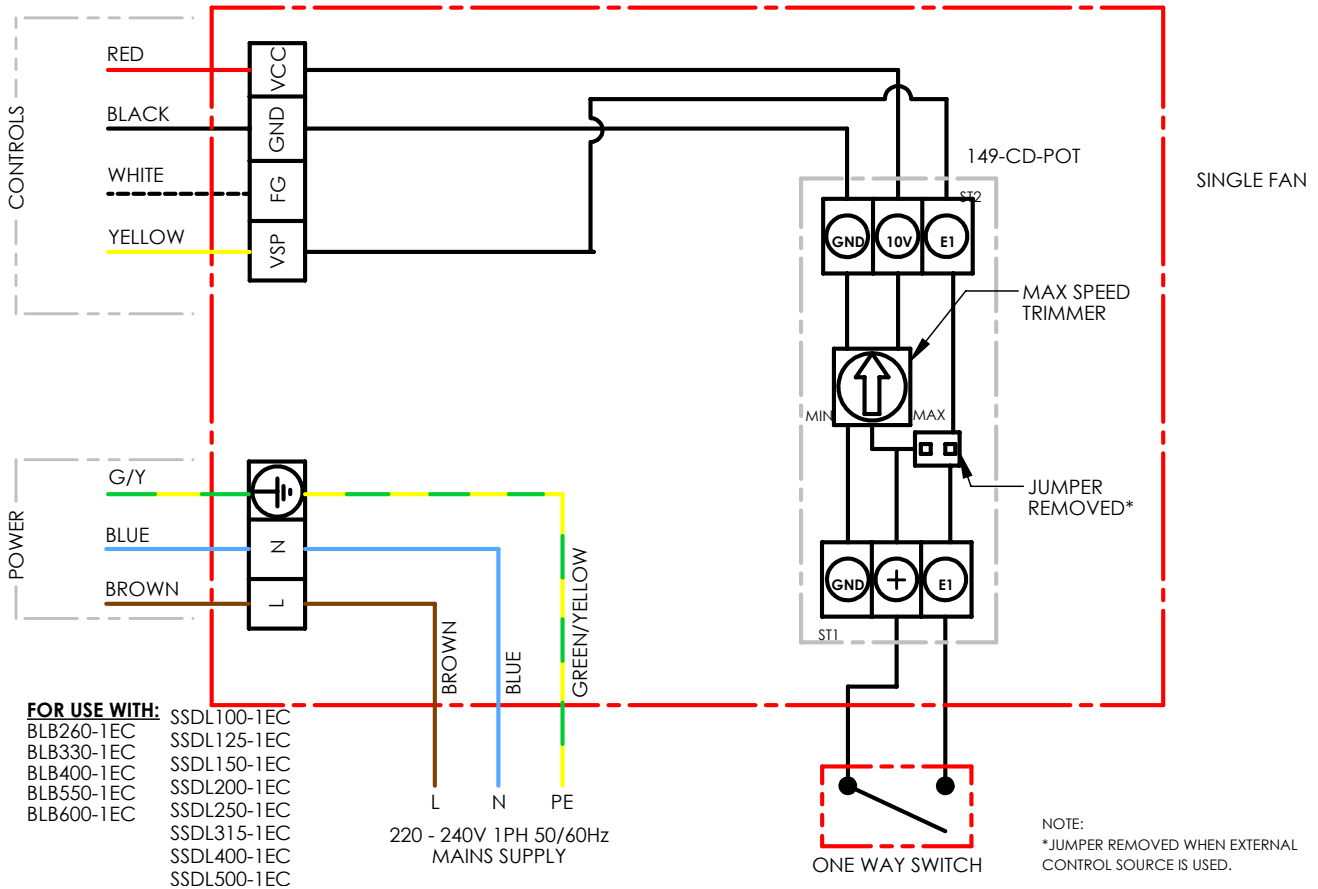 CONTROLS
RED
BLACK
WHITE
YELLOW
VCC
GND
FG
VSP
149-CD-POT
SINGLE FAN
ST2
GND
10V
E1
MAX SPEED
TRIMMER
MIN
MAX
JUMPER
REMOVED*
GND
+
E1
ST1
POWER
G/Y
BLUE
BROWN
N
L
BROWN
BLUE
GREEN/YELLOW
L
N
PE
220 - 240V 1PH 50/60Hz
MAINS SUPPLY
ONE WAY SWITCH
NOTE:
*JUMPER REMOVED WHEN EXTERNAL
CONTROL SOURCE IS USED.
FOR USE WITH:
BLB260-1EC
BLB330-1EC
BLB400-1EC
BLB550-1EC
BLB600-1EC
SSDL100-1EC
SSDL125-1EC
SSDL150-1EC
SSDL200-1EC
SSDL250-1EC
SSDL315-1EC
SSDL400-1EC
SSDL500-1EC